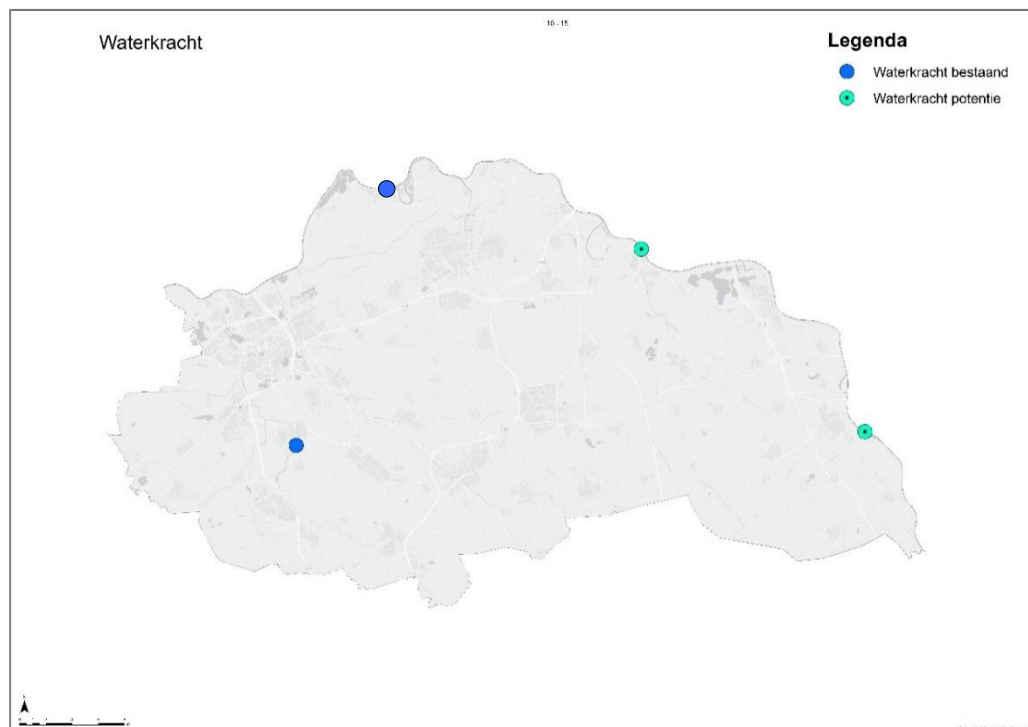 10 - 15
Waterkracht
Legenda
Waterkracht bestaand
Waterkracht potentie